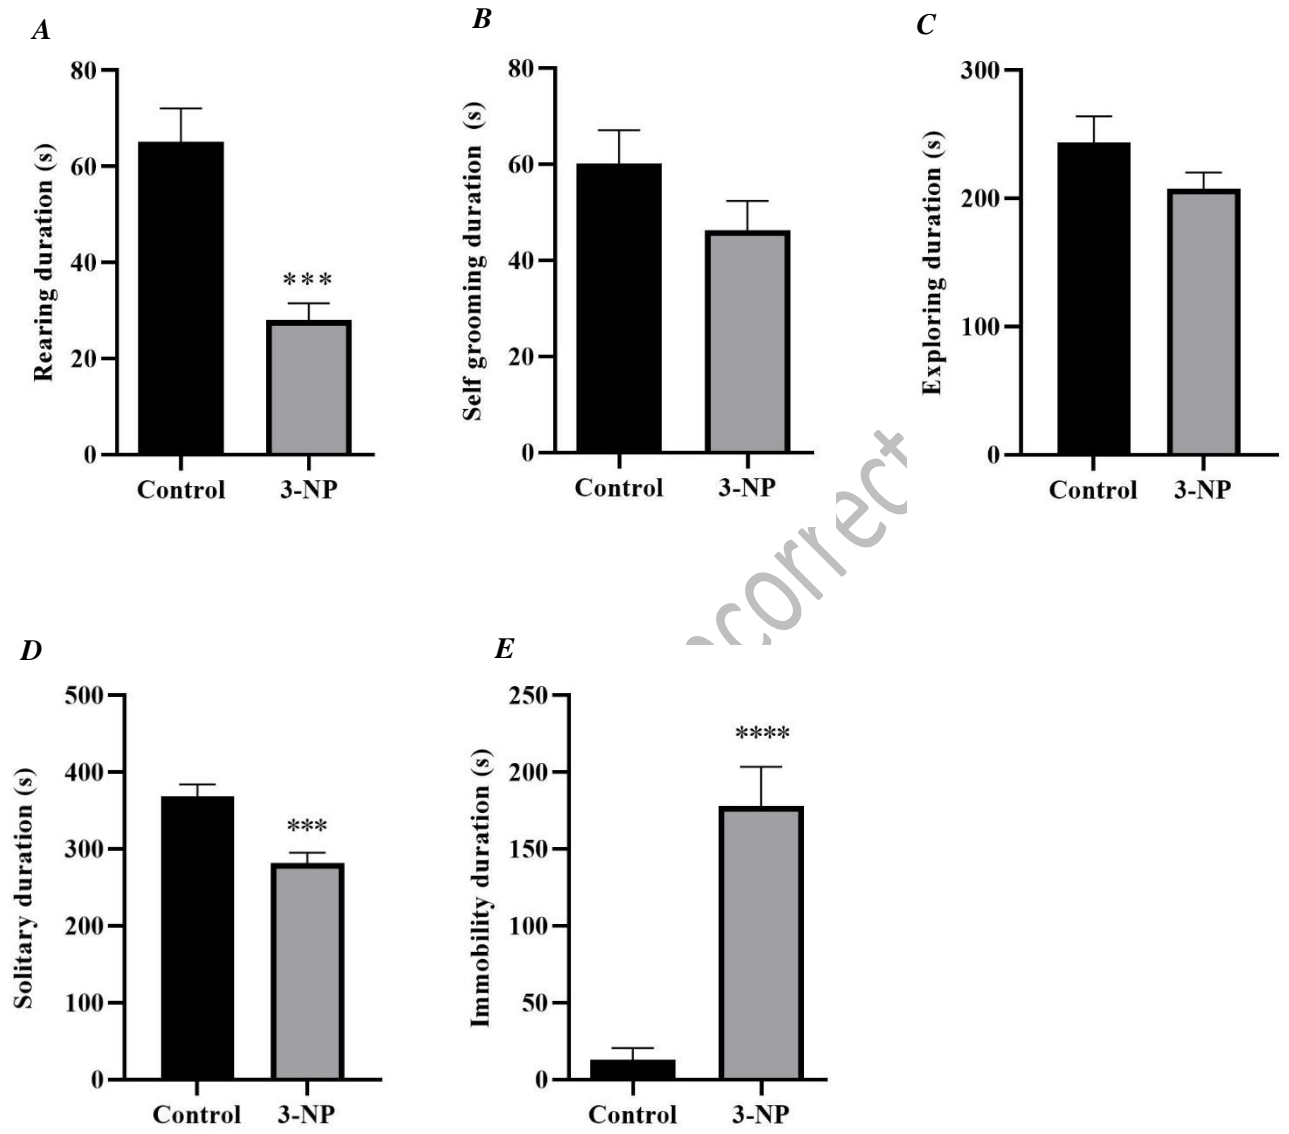 A
Rearing duration (s)
80
60
40
20
0
***
Control 3-NP
B
Self grooming duration (s)
80
60
40
20
0
Control 3-NP
C
Exploring duration (s)
300
200
100
0
Control 3-NP
D
Solitary duration (s)
500
400
300
200
100
0
***
Control 3-NP
E
Immobility duration (s)
250
200
150
100
50
0
****
Control 3-NP